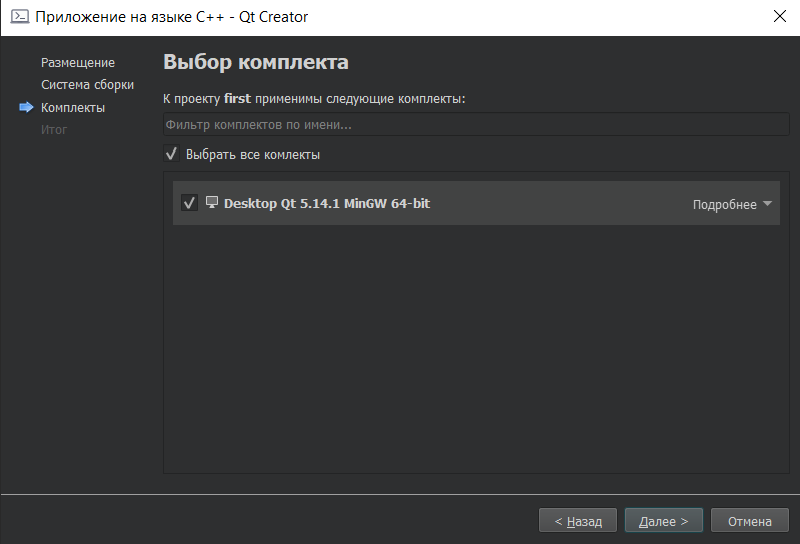 Приложение на языке C++ - Qt Creator
Размещение
Система сборки
Комплекты
Итог
Выбор комплекта
К проекту first применимы следующие комплекты:
Фильтр комплектов по имени...
Выбрать все комлекты
Desktop Qt 5.14.1 MinGW 64-bit
Подробнее
< Назад
Далее >
Отмена